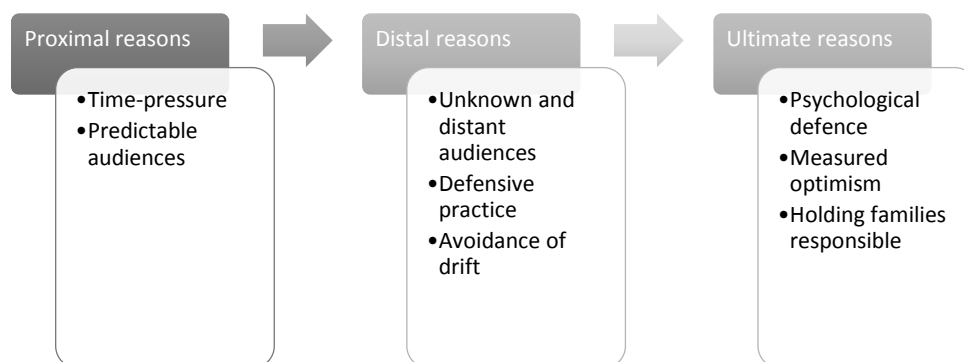 Proximal reasons
•Time-pressure
•Predictable
audiences
Distal reasons
•Unknown and
distant
audiences
•Defensive
practice
•Avoidance of
drift
Ultimate reasons
•Psychological
defence
•Measured
optimism
•Holding families
responsible